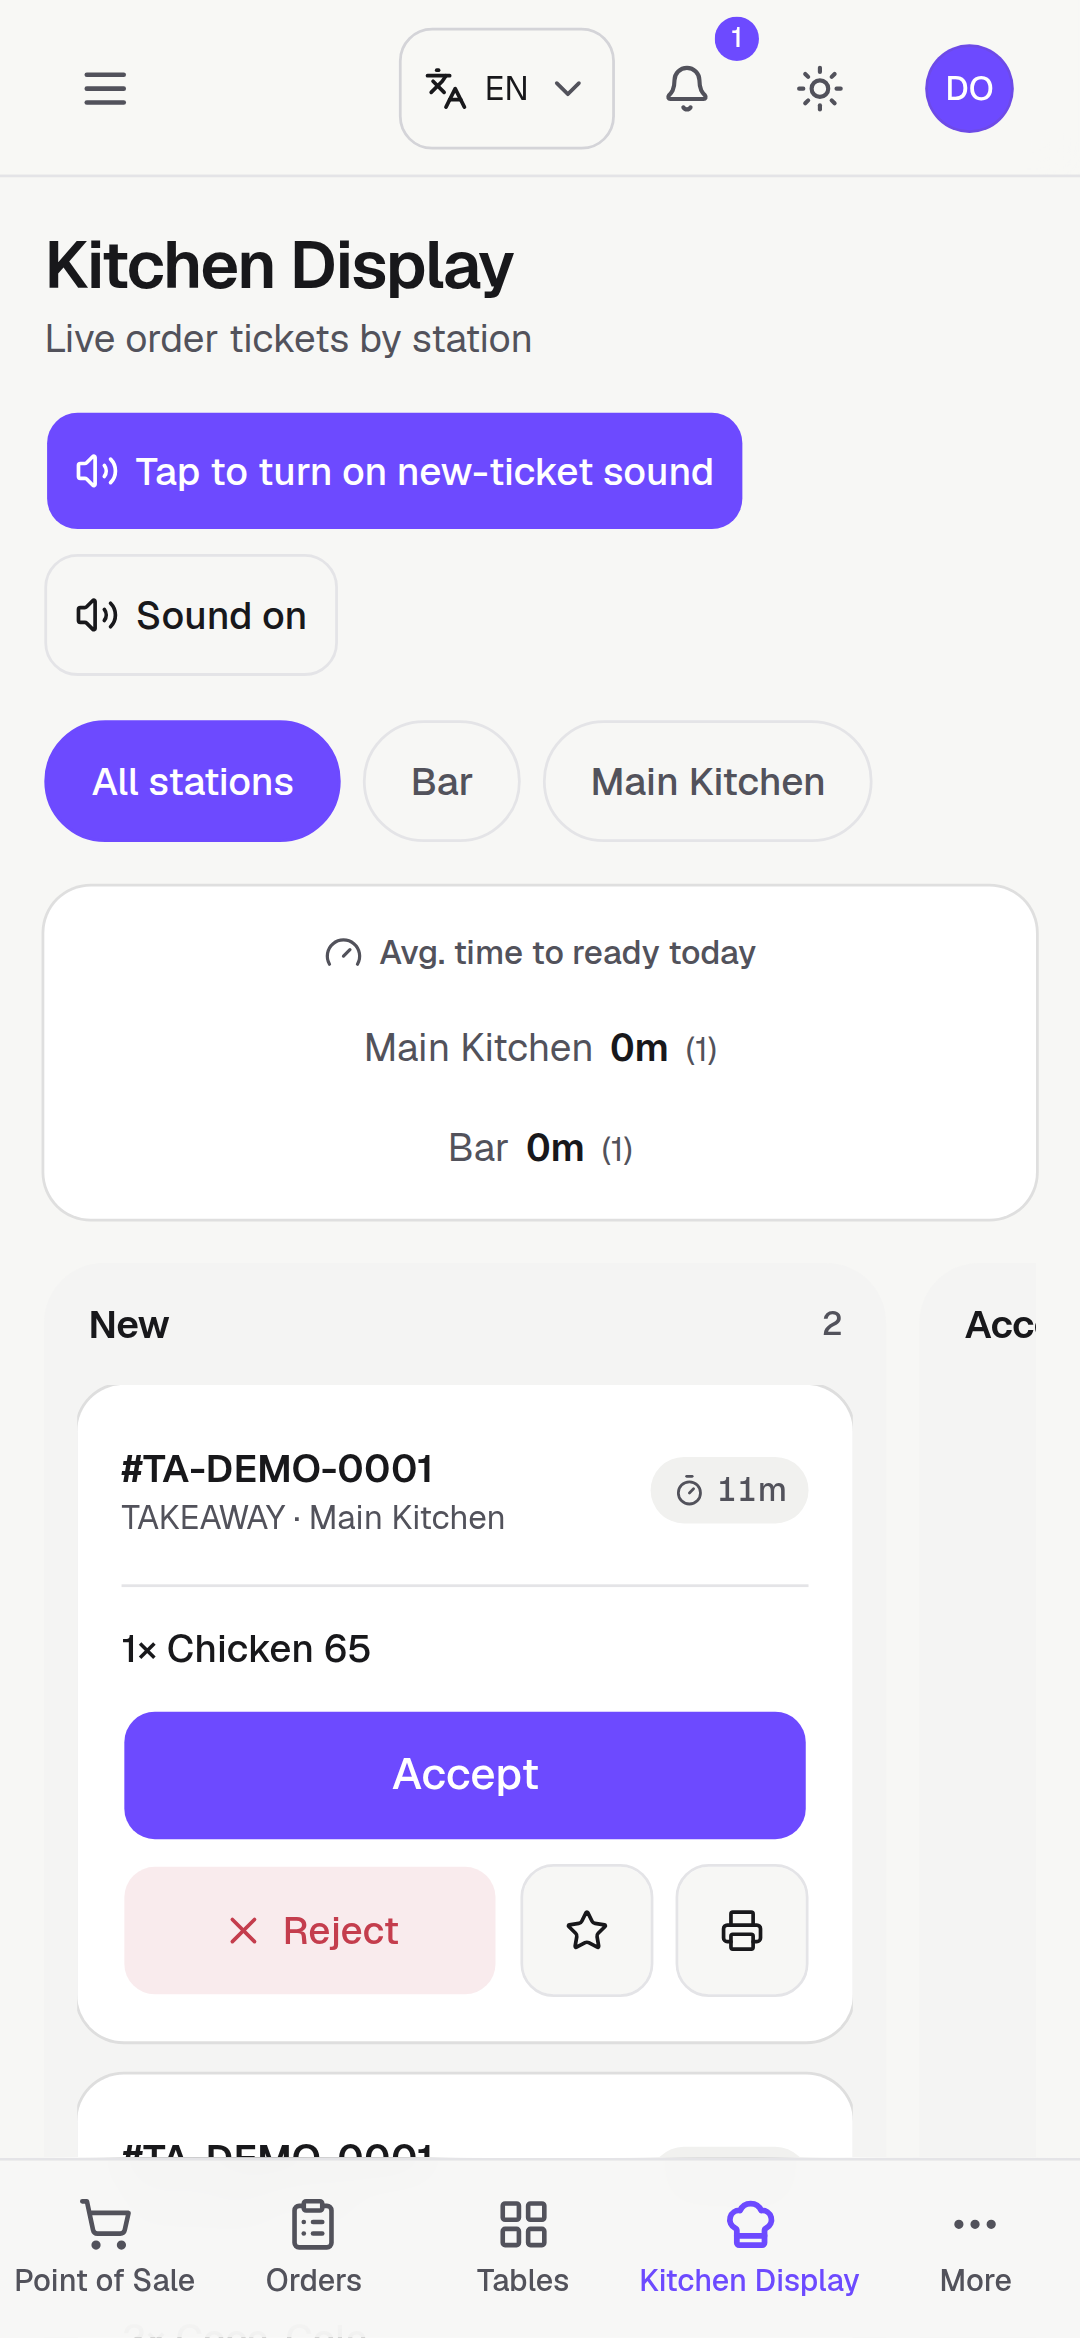 EN
1
DO
Kitchen Display
Live order tickets by station
Tap to turn on new-ticket sound
Sound on
All stations
Bar
Main Kitchen
Avg. time to ready today
Main Kitchen 0m (1)
Bar 0m (1)
New
2
#TA-DEMO-0001
TAKEAWAY · Main Kitchen
11m
1× Chicken 65
Accept
Reject
#TA-DEMO-0001
Point of Sale
Orders
Tables
Kitchen Display
More